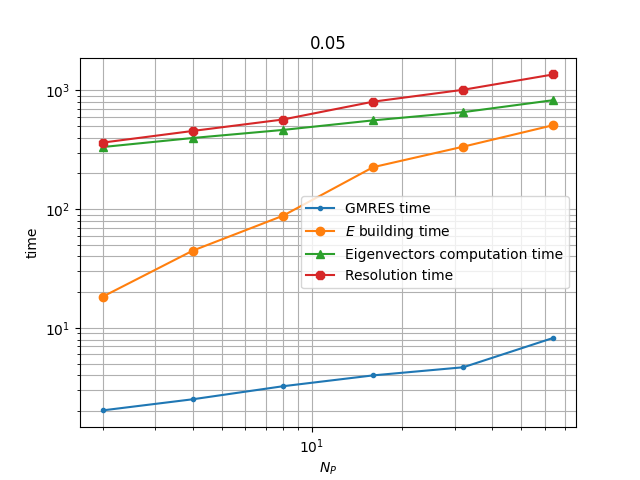 0.05
time
10³
10²
10¹
GMRES time
E building time
Eigenvectors computation time
Resolution time
10¹
N_P